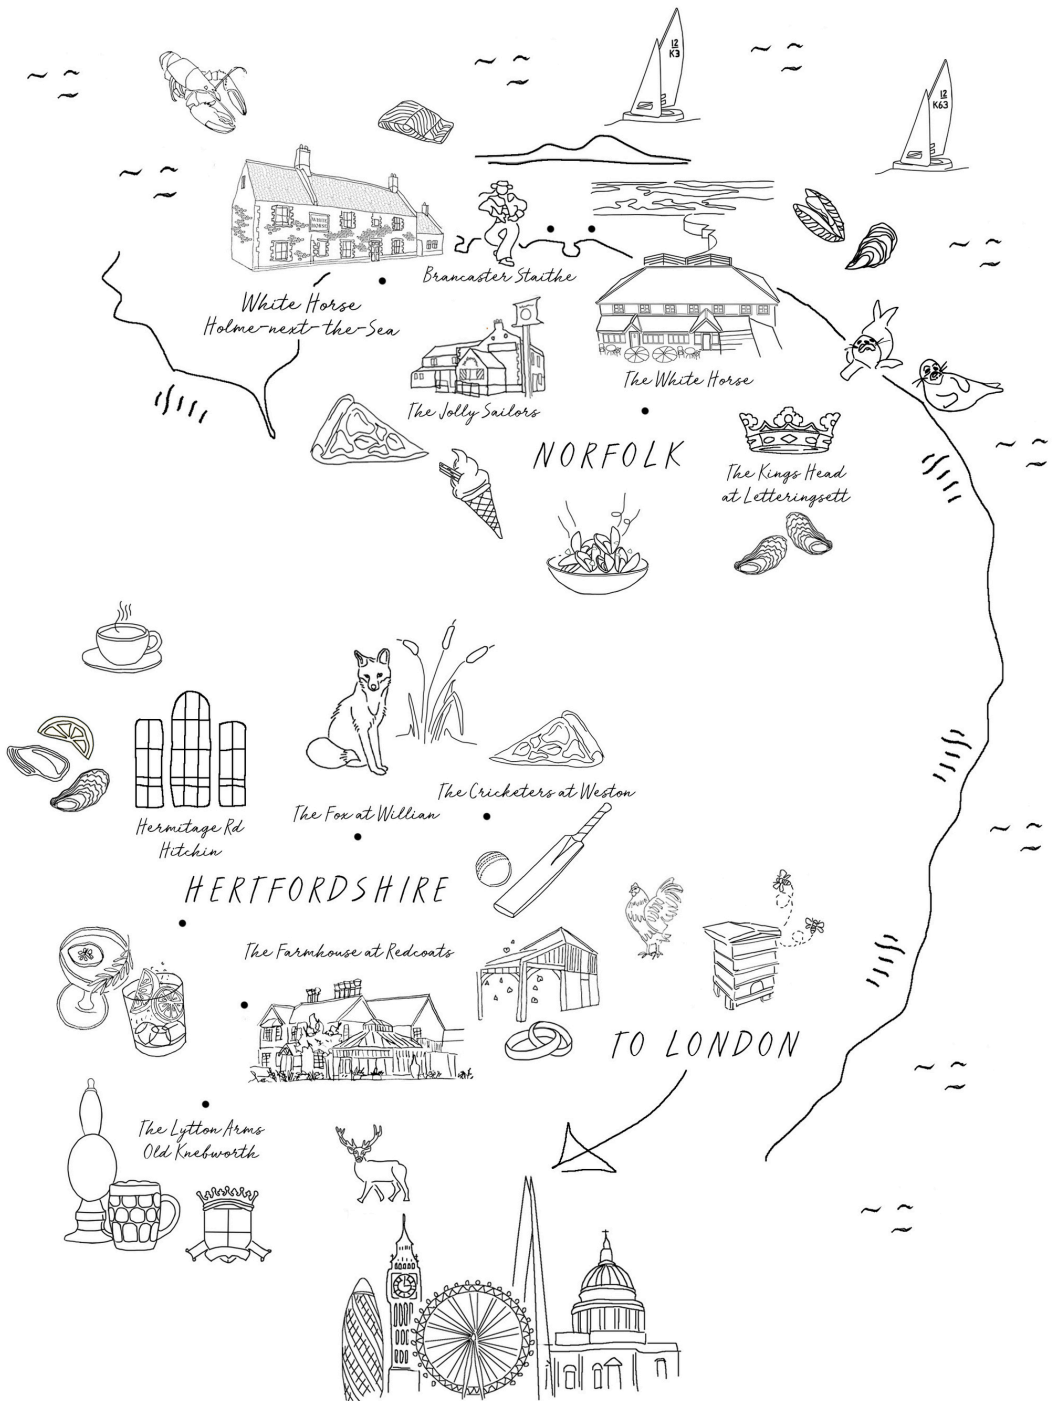 12
K3
12
K63
WHITE
HORSE
Brancaster Staithe
White Horse
Holme-next-the-Sea
The White Horse
The Jolly Sailors
NORFOLK
The Kings Head
at Letteringsett
The Cricketers at Weston
The Fox at Willian
Hermitage Rd
Hitchin
HERTFORDSHIRE
The Farmhouse at Redcoats
TO LONDON
The Lytton Arms
Old Knebworth